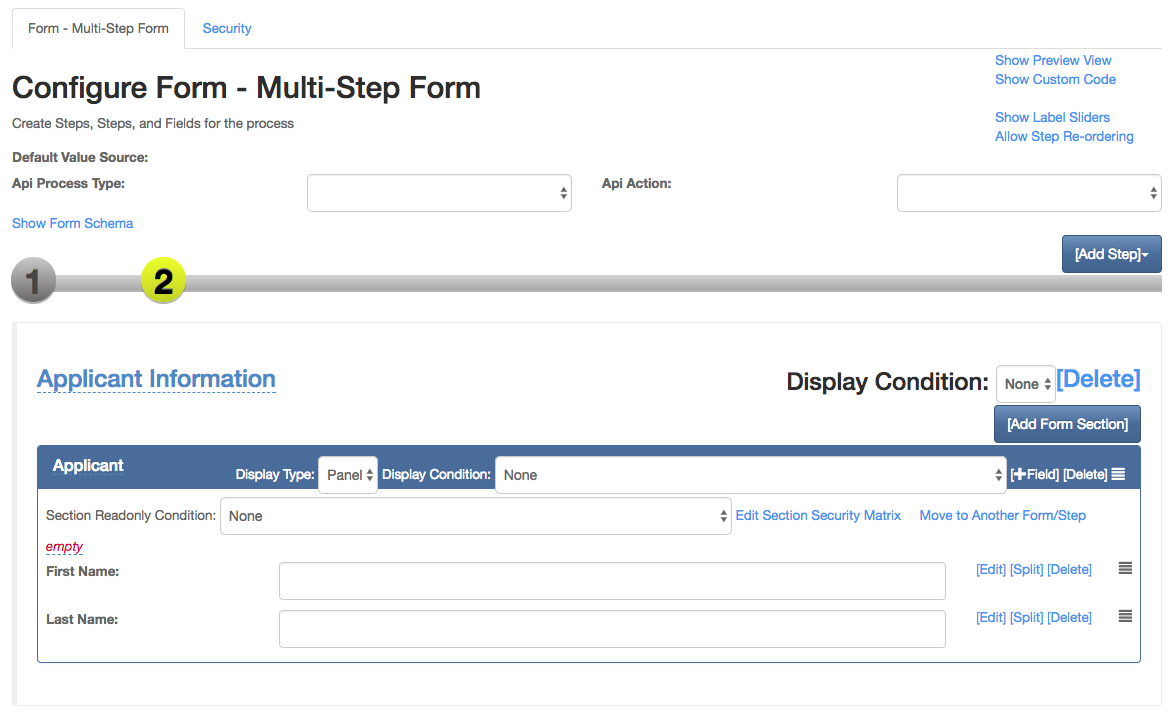 Form - Multi-Step Form Security
Show Preview View
Configure Form - Multi-Step Form
Show Custom Code
Create Steps, Steps, and Fields for the process
Show Label Sliders
Allow Step Re-ordering
Default Value Source:
Api Process Type: Api Action:
Show Form Schema
[Add Step]
1 2
Applicant Information Display Condition: None [Delete]
[Add Form Section]
Applicant Display Type: Panel Display Condition: None [+Field] [Delete]
Section Readonly Condition: None Edit Section Security Matrix Move to Another Form/Step
empty
First Name: [Edit] [Split] [Delete]
Last Name: [Edit] [Split] [Delete]